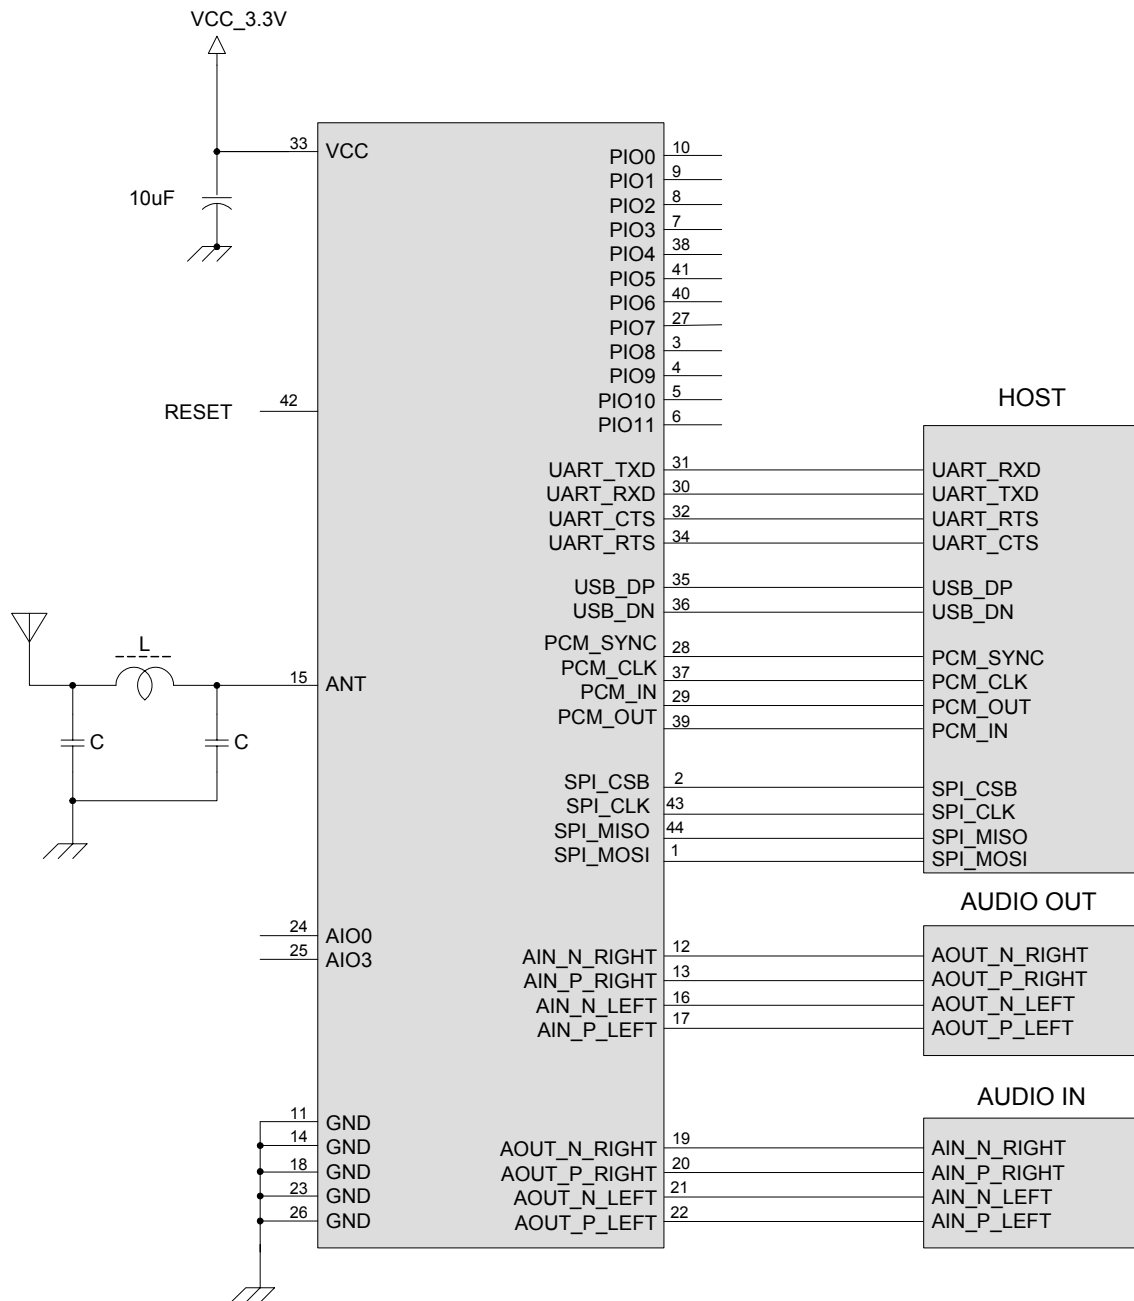 VCC_3.3V
33 VCC
10uF
42
RESET
L
15 ANT
C C
24 AIO0
25 AIO3
11 GND
14 GND
18 GND
23 GND
26 GND
PIO0 10
PIO1 9
PIO2 8
PIO3 7
PIO4 38
PIO5 41
PIO6 40
PIO7 27
PIO8 3
PIO9 4
PIO10 5
PIO11 6
UART_TXD 31
UART_RXD 30
UART_CTS 32
UART_RTS 34
USB_DP 35
USB_DN 36
PCM_SYNC 28
PCM_CLK 37
PCM_IN 29
PCM_OUT 39
SPI_CSB 2
SPI_CLK 43
SPI_MISO 44
SPI_MOSI 1
AIN_N_RIGHT 12
AIN_P_RIGHT 13
AIN_N_LEFT 16
AIN_P_LEFT 17
AOUT_N_RIGHT 19
AOUT_P_RIGHT 20
AOUT_N_LEFT 21
AOUT_P_LEFT 22
HOST
UART_RXD
UART_TXD
UART_RTS
UART_CTS
USB_DP
USB_DN
PCM_SYNC
PCM_CLK
PCM_OUT
PCM_IN
SPI_CSB
SPI_CLK
SPI_MISO
SPI_MOSI
AUDIO OUT
AOUT_N_RIGHT
AOUT_P_RIGHT
AOUT_N_LEFT
AOUT_P_LEFT
AUDIO IN
AIN_N_RIGHT
AIN_P_RIGHT
AIN_N_LEFT
AIN_P_LEFT